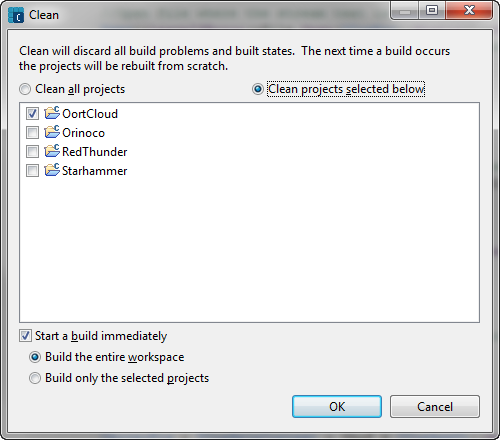 Clean
Clean will discard all build problems and built states.  The next time a build occurs
the projects will be rebuilt from scratch.
Clean all projects
Clean projects selected below
OortCloud
Orinoco
RedThunder
Starhammer
Start a build immediately
Build the entire workspace
Build only the selected projects
OK
Cancel